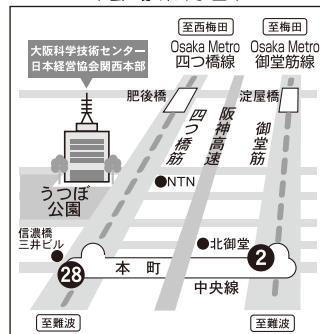 至西梅田
至梅田
Osaka Metro
四つ橋線
Osaka Metro
御堂筋線
大阪科学技術センター
日本経営協会関西本部
肥後橋
淀屋橋
四つ橋筋
阪神高速
御堂筋
うつぼ
公園
NTN
信濃橋
三井ビル
北御堂
2
28
本町
中央線
至難波
至難波